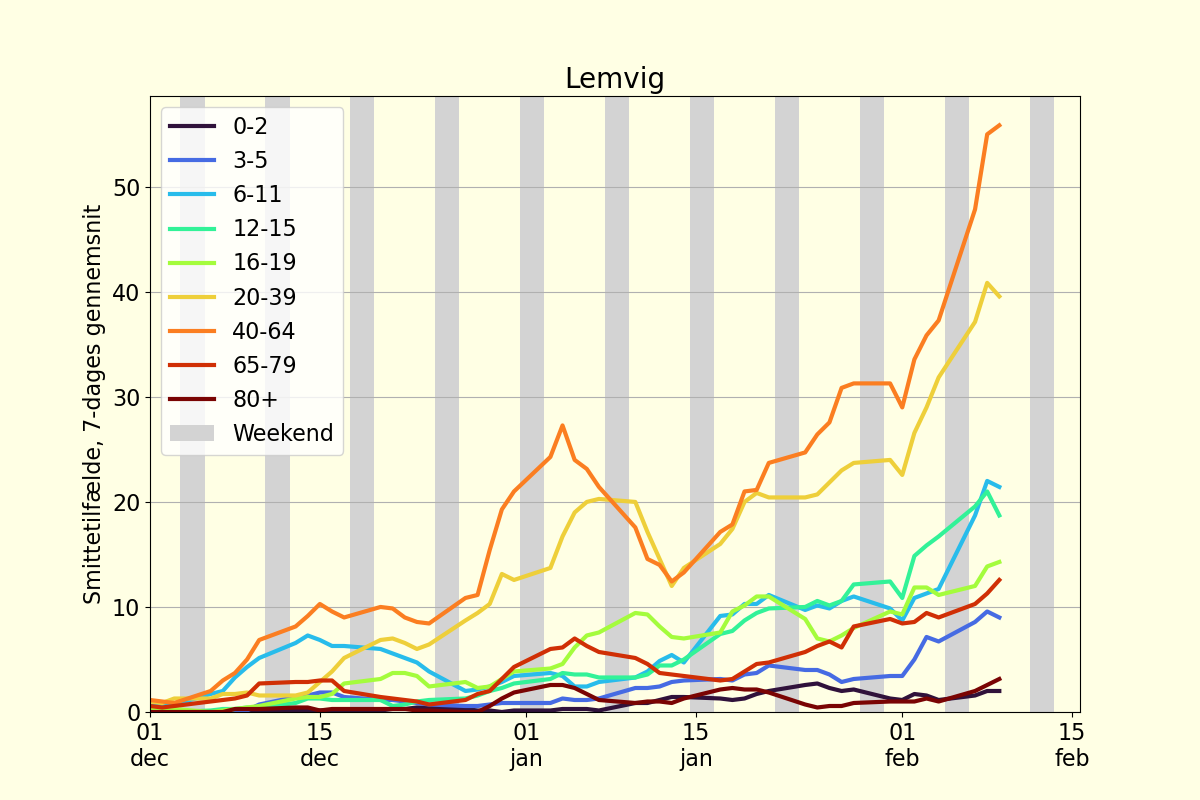 Lemvig
Smittetilfælde, 7-dages gennemsnit
50
40
30
20
10
0
0-2
3-5
6-11
12-15
16-19
20-39
40-64
65-79
80+
Weekend
01 dec
15 dec
01 jan
15 jan
01 feb
15 feb